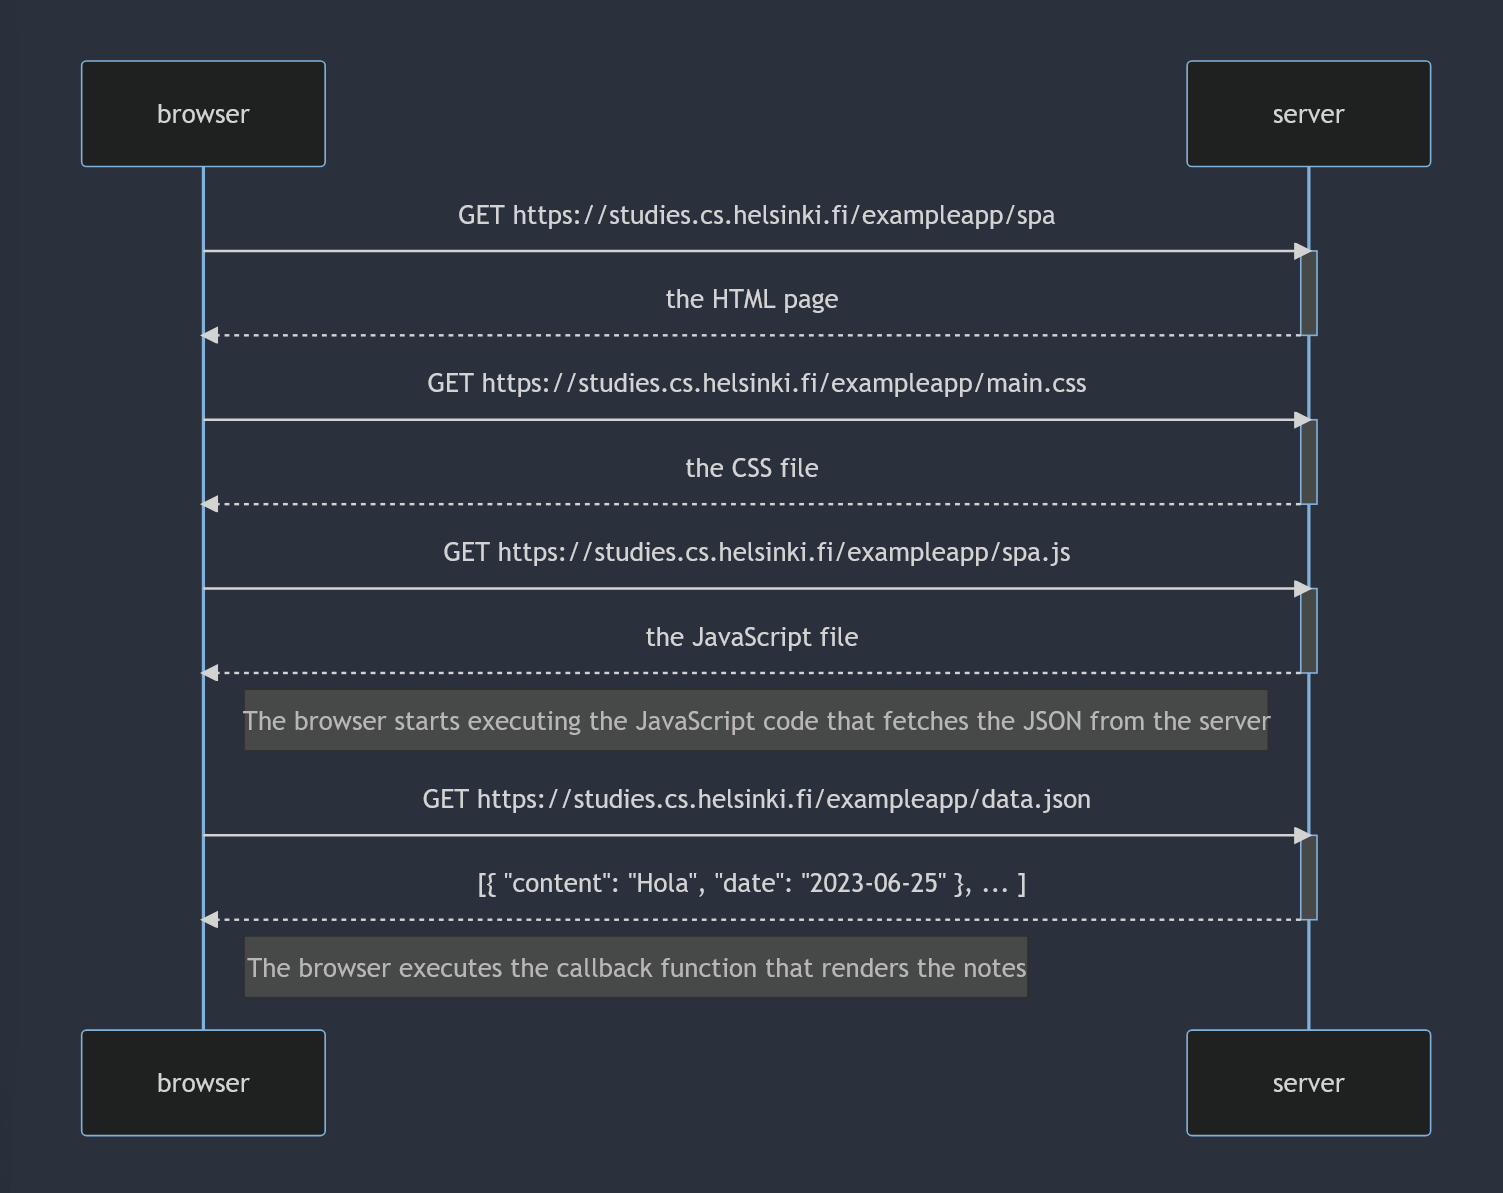 browser
server
GET https://studies.cs.helsinki.fi/exampleapp/spa
the HTML page
GET https://studies.cs.helsinki.fi/exampleapp/main.css
the CSS file
GET https://studies.cs.helsinki.fi/exampleapp/spa.js
the JavaScript file
The browser starts executing the JavaScript code that fetches the JSON from the server
GET https://studies.cs.helsinki.fi/exampleapp/data.json
[{ "content": "Hola", "date": "2023-06-25" }, ... ]
The browser executes the callback function that renders the notes
browser
server